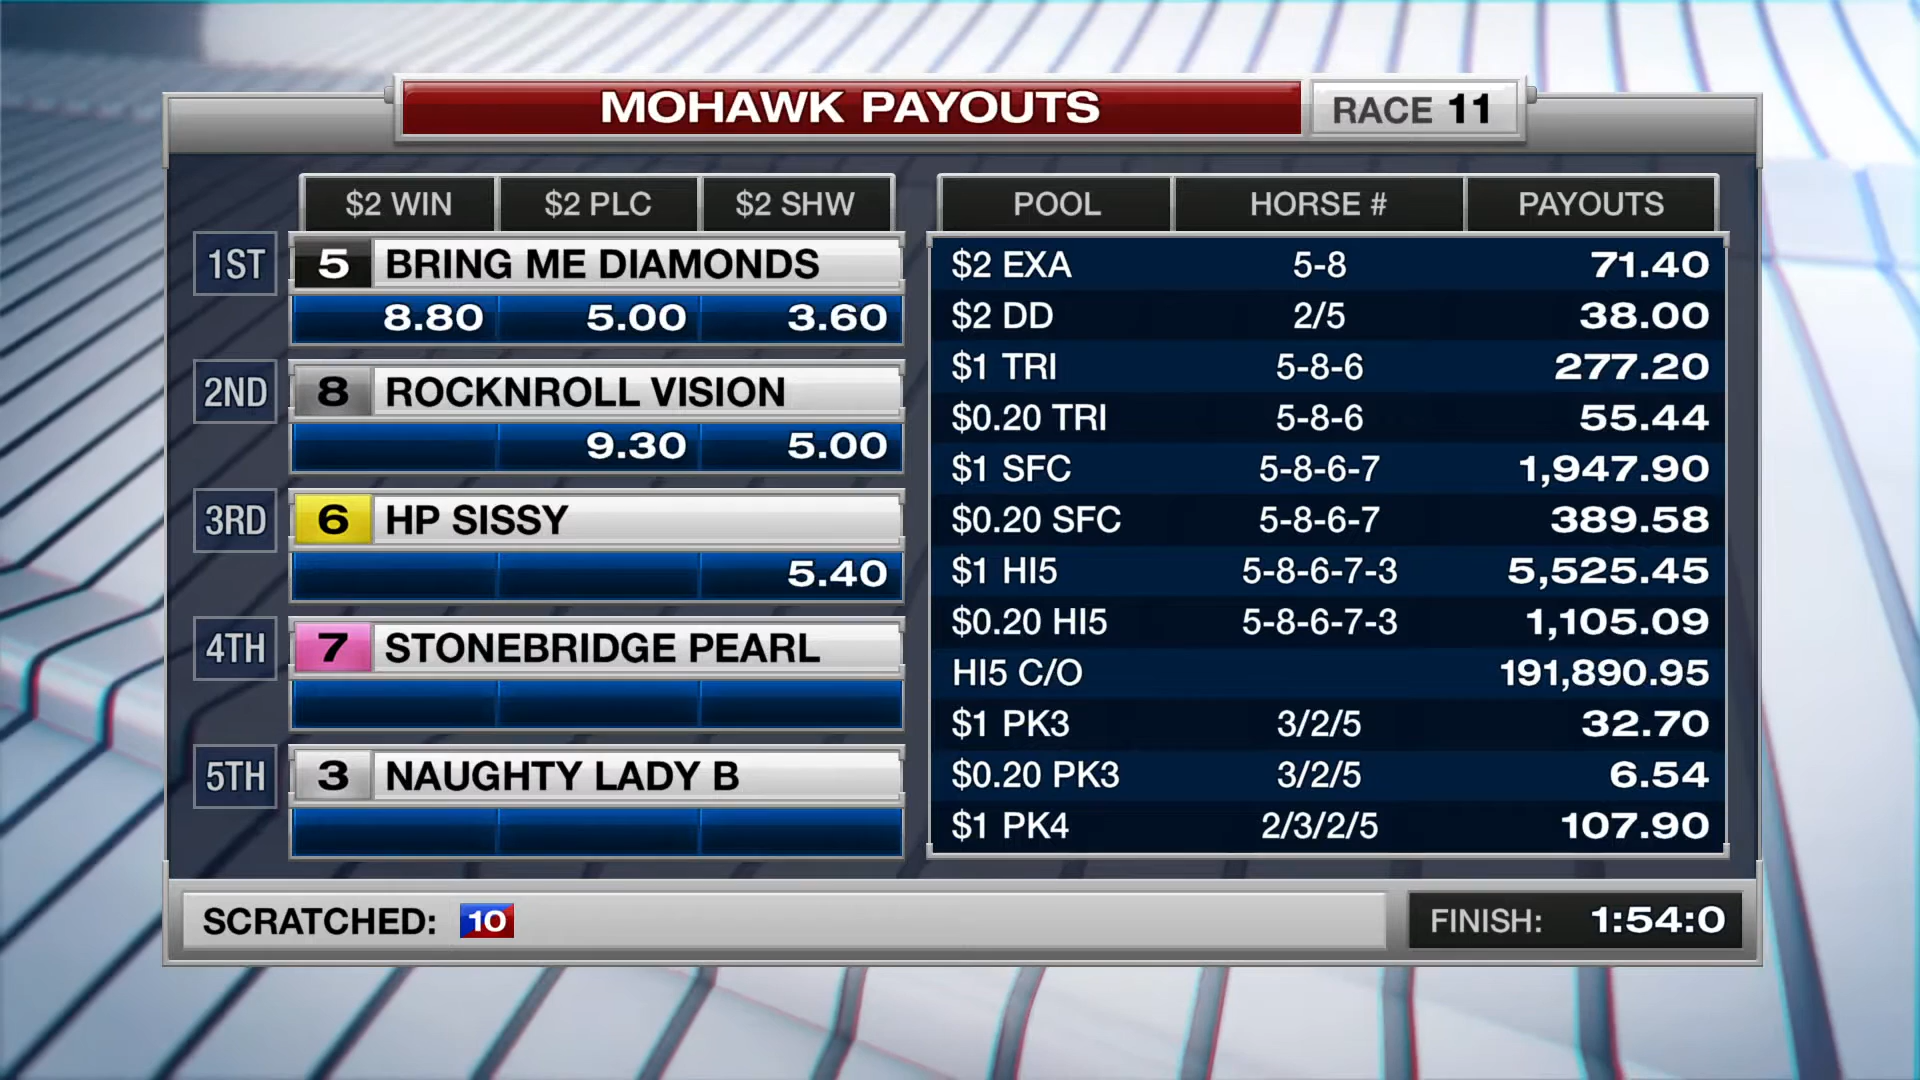 MOHAWK PAYOUTS
RACE 11
$2 WIN $2 PLC $2 SHW
1ST 5 BRING ME DIAMONDS
8.80 5.00 3.60
2ND 8 ROCKNROLL VISION
9.30 5.00
3RD 6 HP SISSY
5.40
4TH 7 STONEBRIDGE PEARL
5TH 3 NAUGHTY LADY B
POOL HORSE # PAYOUTS
$2 EXA 5-8 71.40
$2 DD 2/5 38.00
$1 TRI 5-8-6 277.20
$0.20 TRI 5-8-6 55.44
$1 SFC 5-8-6-7 1,947.90
$0.20 SFC 5-8-6-7 389.58
$1 HI5 5-8-6-7-3 5,525.45
$0.20 HI5 5-8-6-7-3 1,105.09
HI5 C/O 191,890.95
$1 PK3 3/2/5 32.70
$0.20 PK3 3/2/5 6.54
$1 PK4 2/3/2/5 107.90
SCRATCHED: 10
FINISH: 1:54:0